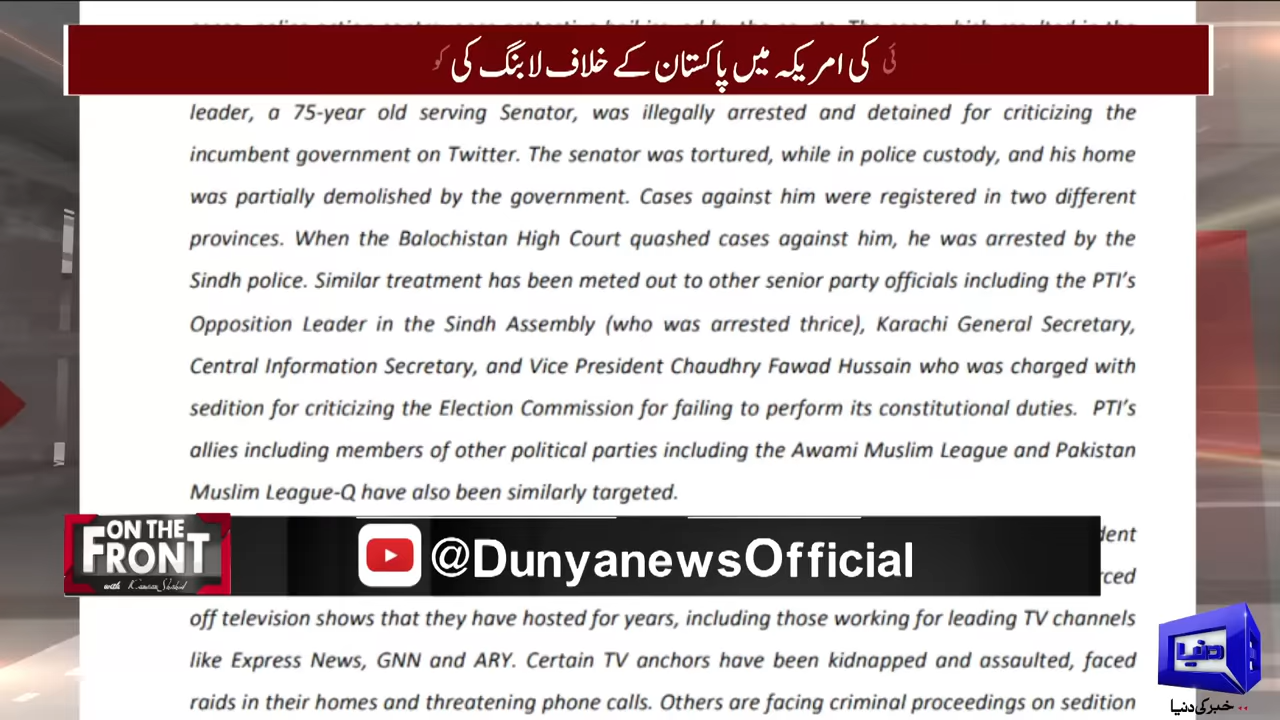 کی امریکہ میں پاکستان کے خلاف لابنگ کی
leader, a 75-year old serving Senator, was illegally arrested and detained for criticizing the
incumbent government on Twitter. The senator was tortured, while in police custody, and his home
was partially demolished by the government. Cases against him were registered in two different
provinces. When the Balochistan High Court quashed cases against him, he was arrested by the
Sindh police. Similar treatment has been meted out to other senior party officials including the PTI's
Opposition Leader in the Sindh Assembly (who was arrested thrice), Karachi General Secretary,
Central Information Secretary, and Vice President Chaudhry Fawad Hussain who was charged with
sedition for criticizing the Election Commission for failing to perform its constitutional duties. PTI's
allies including members of other political parties including the Awami Muslim League and Pakistan
Muslim League-Q have also been similarly targeted.
ON THE
FRONT
with Kamran Shahid
@DunyanewsOfficial
off television shows that they have hosted for years, including those working for leading TV channels
like Express News, GNN and ARY. Certain TV anchors have been kidnapped and assaulted, faced
raids in their homes and threatening phone calls. Others are facing criminal proceedings on sedition
دنیا
خبر کی دنیا